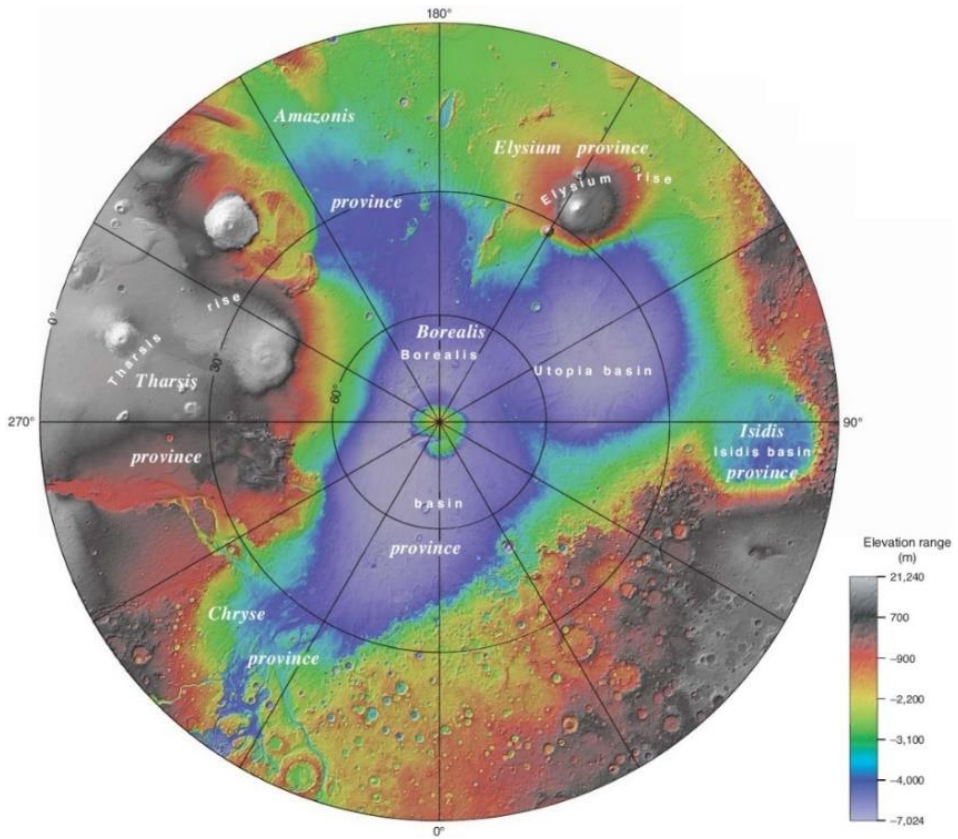 180°
Amazonis
Elysium province
Elysium rise
province
0°
rise
Tharsis
30°
Borealis
Borealis
60°
Utopia basin
Tharsis
270°
90°
Isidis
Isidis basin
province
province
basin
province
Elevation range
(m)
21,240
700
-900
-2,200
-3,100
-4,000
-7,024
Chryse
province
0°